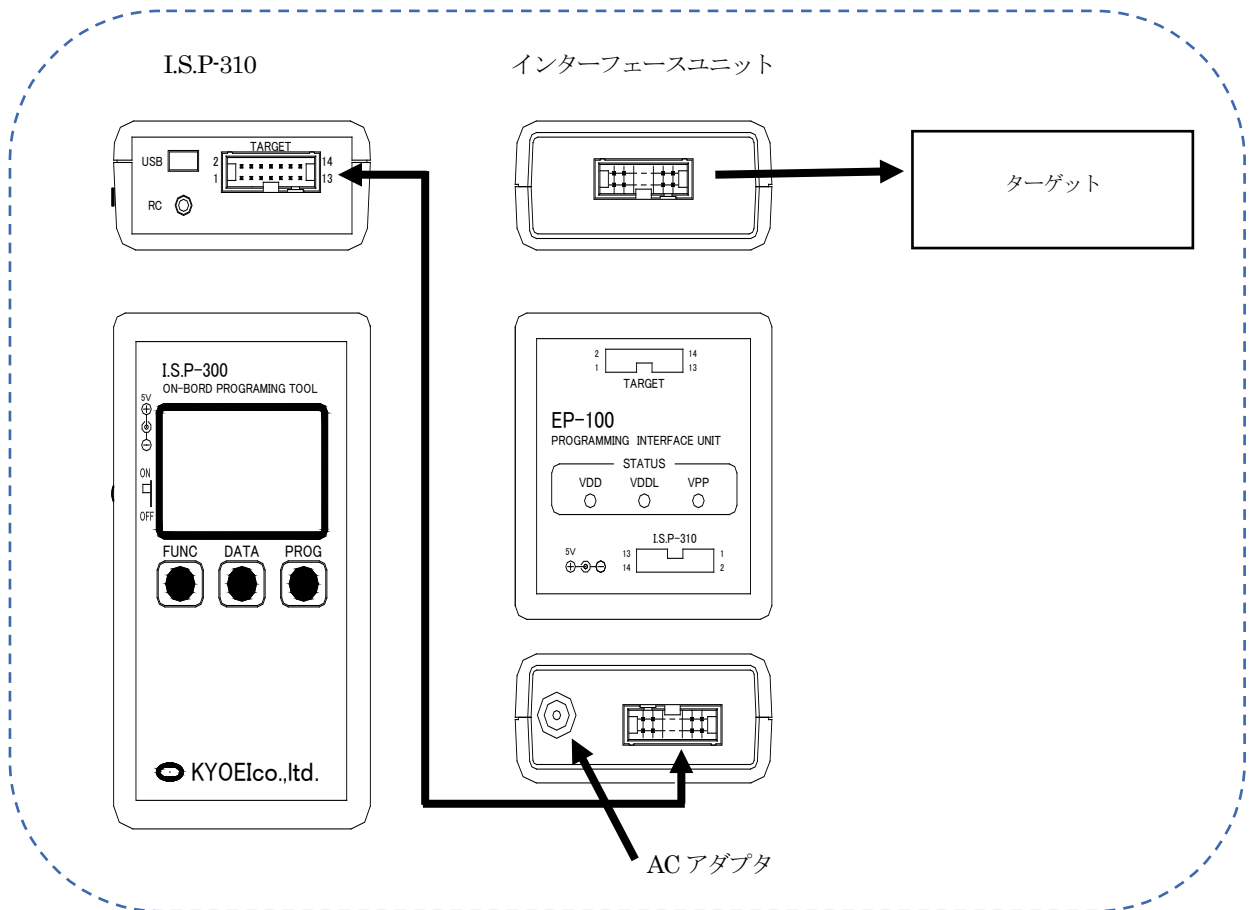 I.S.P-310
インターフェースユニット
TARGET
USB
2
14
1
13
RC
ターゲット
I.S.P-300
ON-BORD PROGRAMING TOOL
5V
ON
OFF
FUNC DATA PROG
KYOEIco.,ltd.
2 14
1 13
TARGET
EP-100
PROGRAMMING INTERFACE UNIT
STATUS
VDD VDDL VPP
I.S.P-310
5V
13 1
14 2
AC アダプタ